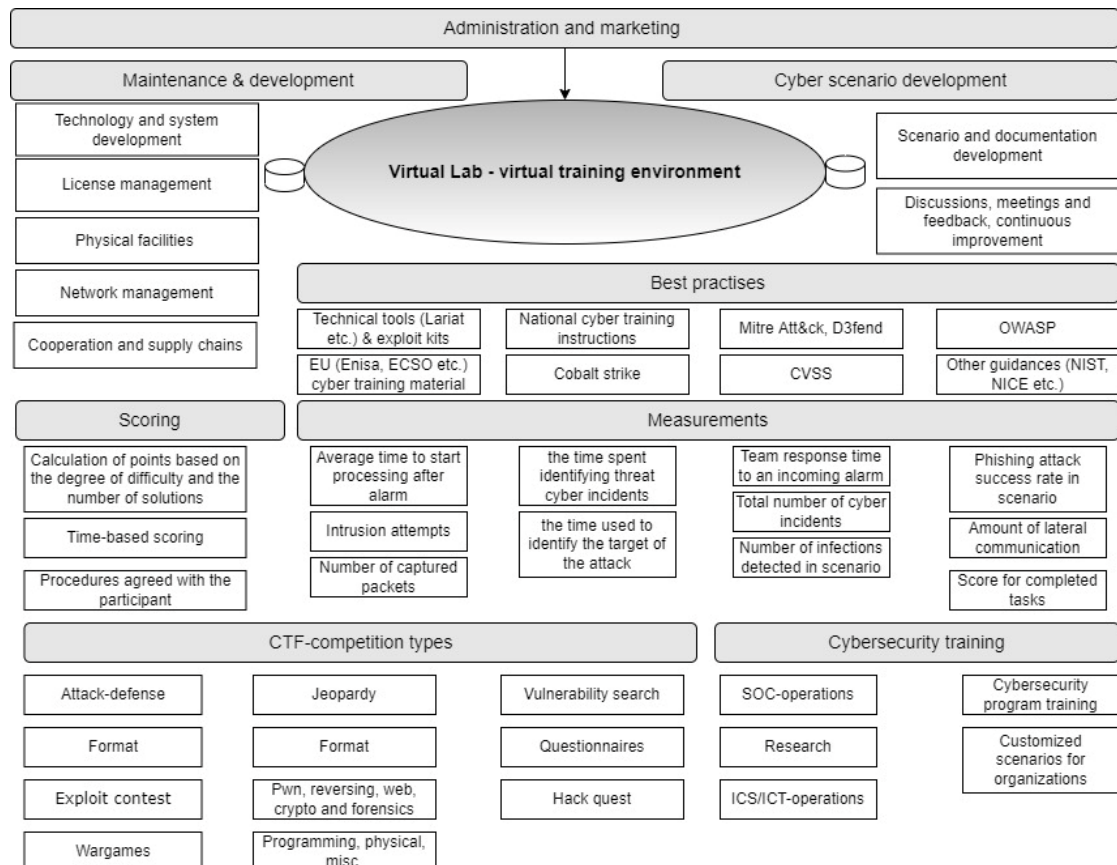 Administration and marketing
Maintenance & development
Cyber scenario development
Technology and system
development
License management
Physical facilities
Network management
Cooperation and supply chains
Virtual Lab - virtual training environment
Scenario and documentation
development
Discussions, meetings and
feedback, continuous
improvement
Best practises
Technical tools (Lariat
etc.) & exploit kits
National cyber training
instructions
Mitre Att&ck, D3fend
OWASP
EU (Enisa, ECSO etc.)
cyber training material
Cobalt strike
CVSS
Other guidances (NIST,
NICE etc.)
Scoring
Calculation of points based on
the degree of difficulty and the
number of solutions
Time-based scoring
Procedures agreed with the
participant
Measurements
Average time to start
processing after
alarm
Intrusion attempts
Number of captured
packets
the time spent
identifying threat
cyber incidents
the time used to
identify the target of
the attack
Team response time
to an incoming alarm
Total number of cyber
incidents
Number of infections
detected in scenario
Phishing attack
success rate in
scenario
Amount of lateral
communication
Score for completed
tasks
CTF-competition types
Attack-defense
Format
Exploit contest
Wargames
Jeopardy
Format
Pwn, reversing, web,
crypto and forensics
Programming, physical,
misc
Vulnerability search
Questionnaires
Hack quest
Cybersecurity training
SOC-operations
Research
ICS/ICT-operations
Cybersecurity
program training
Customized
scenarios for
organizations